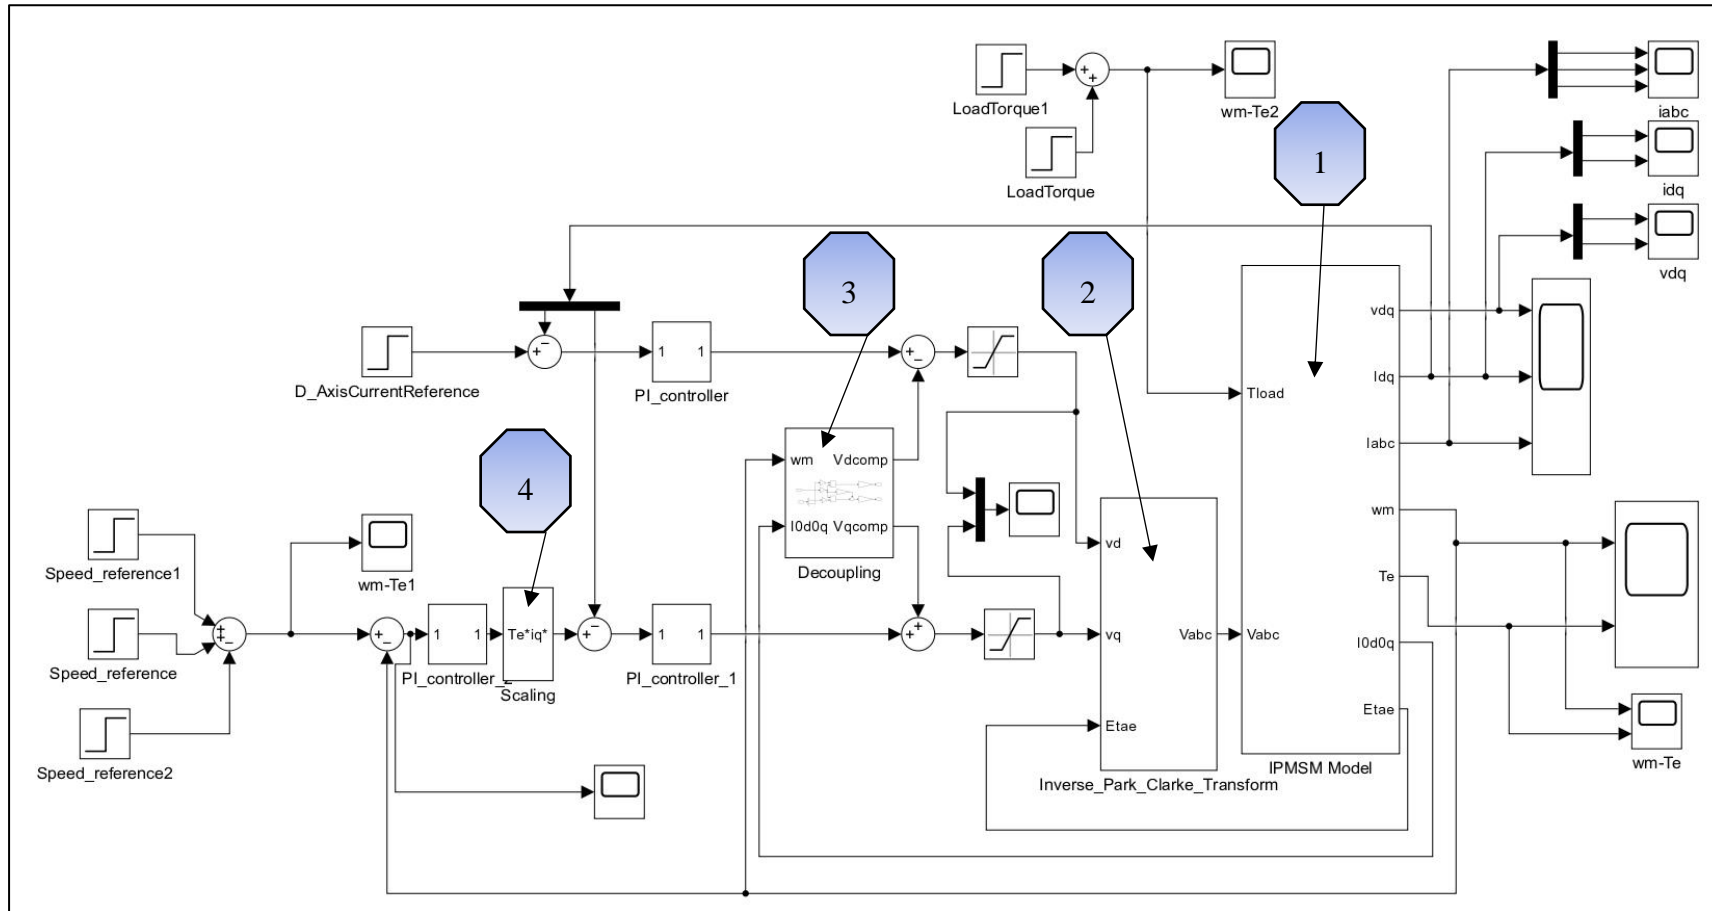 LoadTorque1
wm-Te2
iabc
LoadTorque
1
idq
vdq
3
2
D_AxisCurrentReference
1 1
PI_controller
vdq
Idq
Tload
Iabc
wm
Te
I0d0q
Etae
Vabc
IPMSM Model
4
wm Vdcomp
I0d0q Vqcomp
Decoupling
vd
vq
Vabc
Etae
Inverse_Park_Clarke_Transform
Speed_reference1
wm-Te1
Speed_reference
1 1
PI_controller_2
Te*iq*
Scaling
1 1
PI_controller_1
Speed_reference2
wm-Te